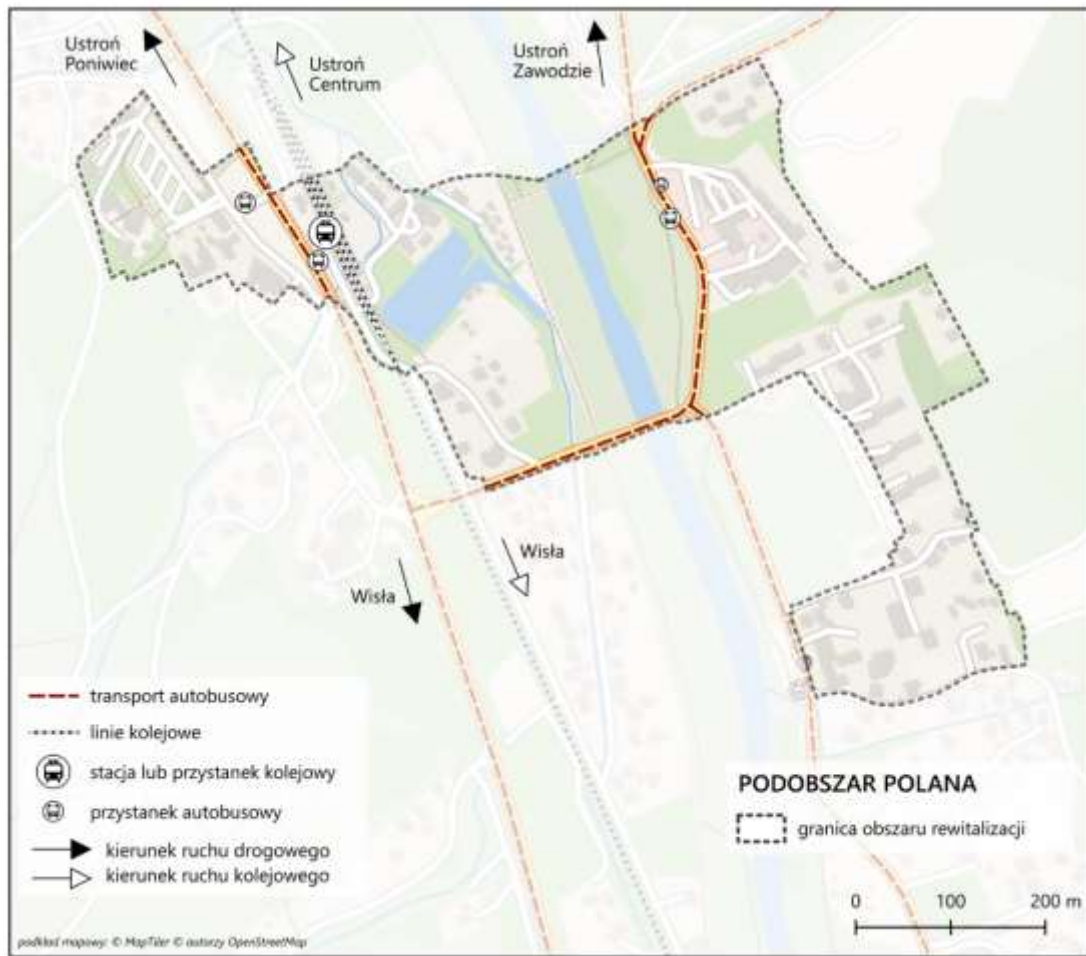 Ustroń
Poniwiec
Ustroń
Centrum
Ustroń
Zawodzie
Wisła
Wisła
transport autobusowy
linie kolejowe
stacja lub przystanek kolejowy
przystanek autobusowy
kierunek ruchu drogowego
kierunek ruchu kolejowego
podkład mapowy: © MapTiler © autorzy OpenStreetMap
PODOBSZAR POLANA
granica obszaru rewitalizacji
0 100 200 m